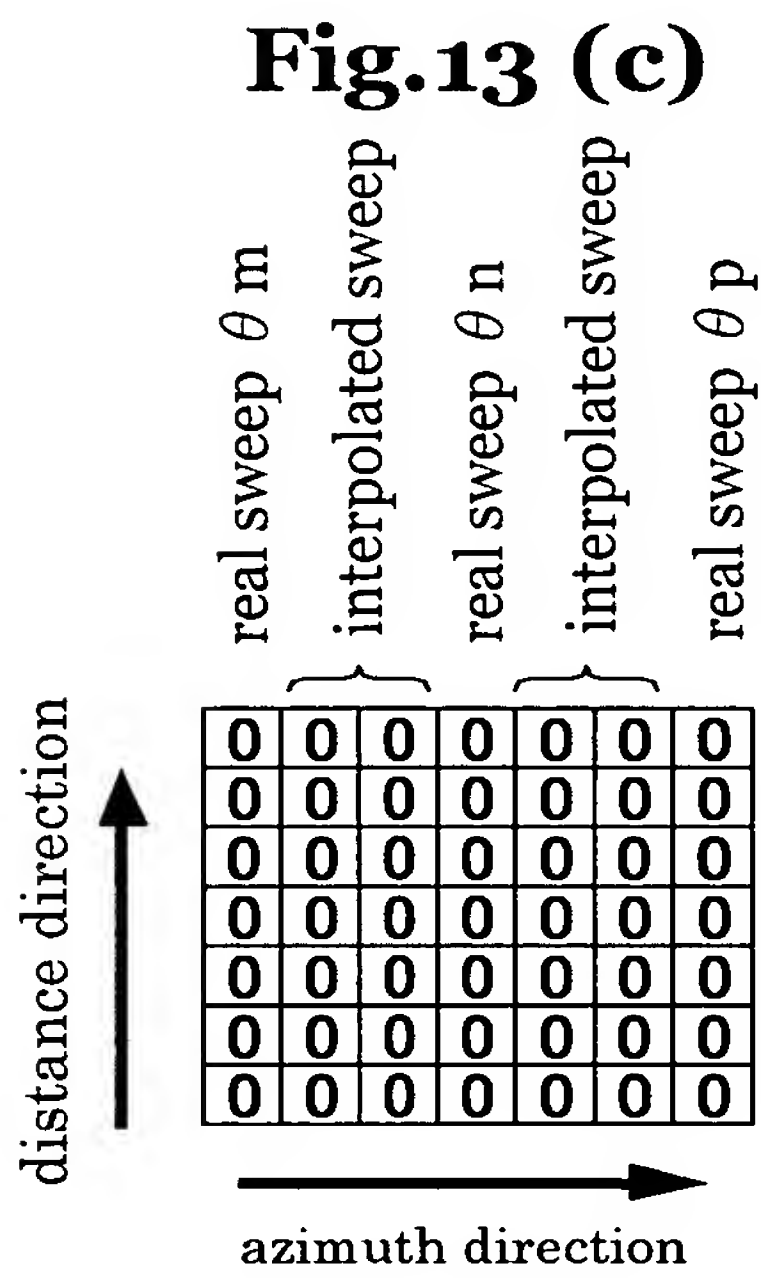 Fig.13 (c)
real sweep θ m
interpolated sweep
real sweep θ n
interpolated sweep
real sweep θ p
distance direction
0 0 0 0 0 0 0
0 0 0 0 0 0 0
0 0 0 0 0 0 0
0 0 0 0 0 0 0
0 0 0 0 0 0 0
0 0 0 0 0 0 0
0 0 0 0 0 0 0
azimuth direction